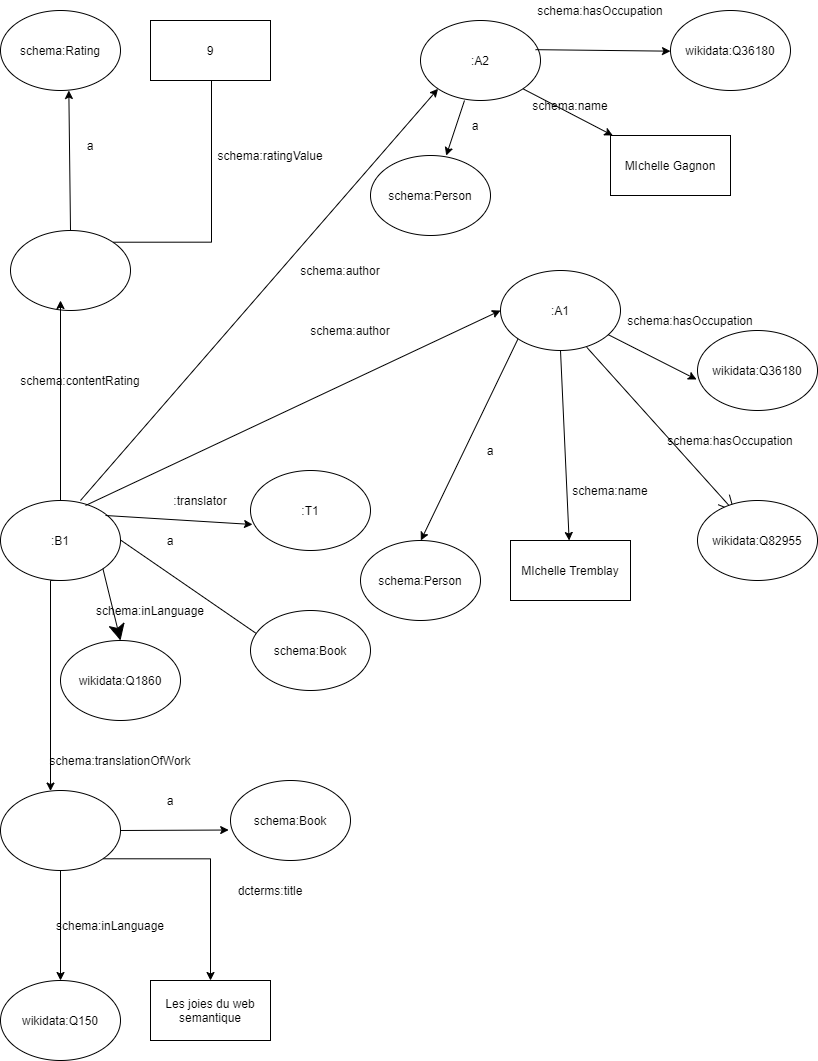 schema:hasOccupation
schema:Rating
9
:A2
wikidata:Q36180
schema:name
a
a
schema:ratingValue
MIchelle Gagnon
schema:Person
schema:author
:A1
schema:author
schema:hasOccupation
wikidata:Q36180
schema:contentRating
schema:hasOccupation
a
schema:name
:translator
:T1
:B1
a
wikidata:Q82955
schema:Person
MIchelle Tremblay
schema:inLanguage
schema:Book
wikidata:Q1860
schema:translationOfWork
a
schema:Book
dcterms:title
schema:inLanguage
Les joies du web
semantique
wikidata:Q150